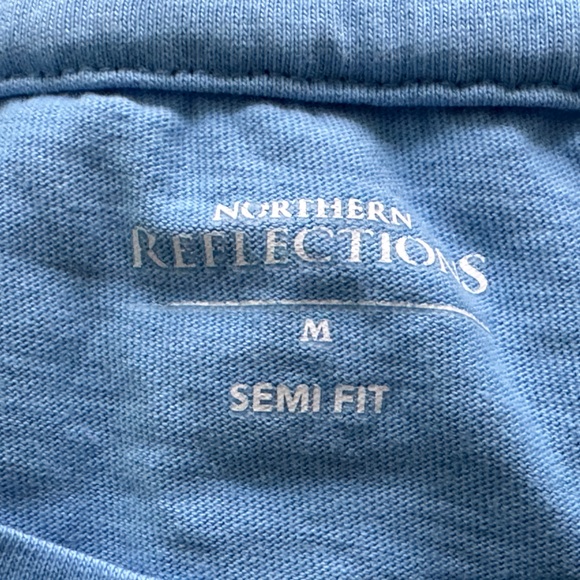 NORTHERN
REFLECTIONS
M
SEMI FIT